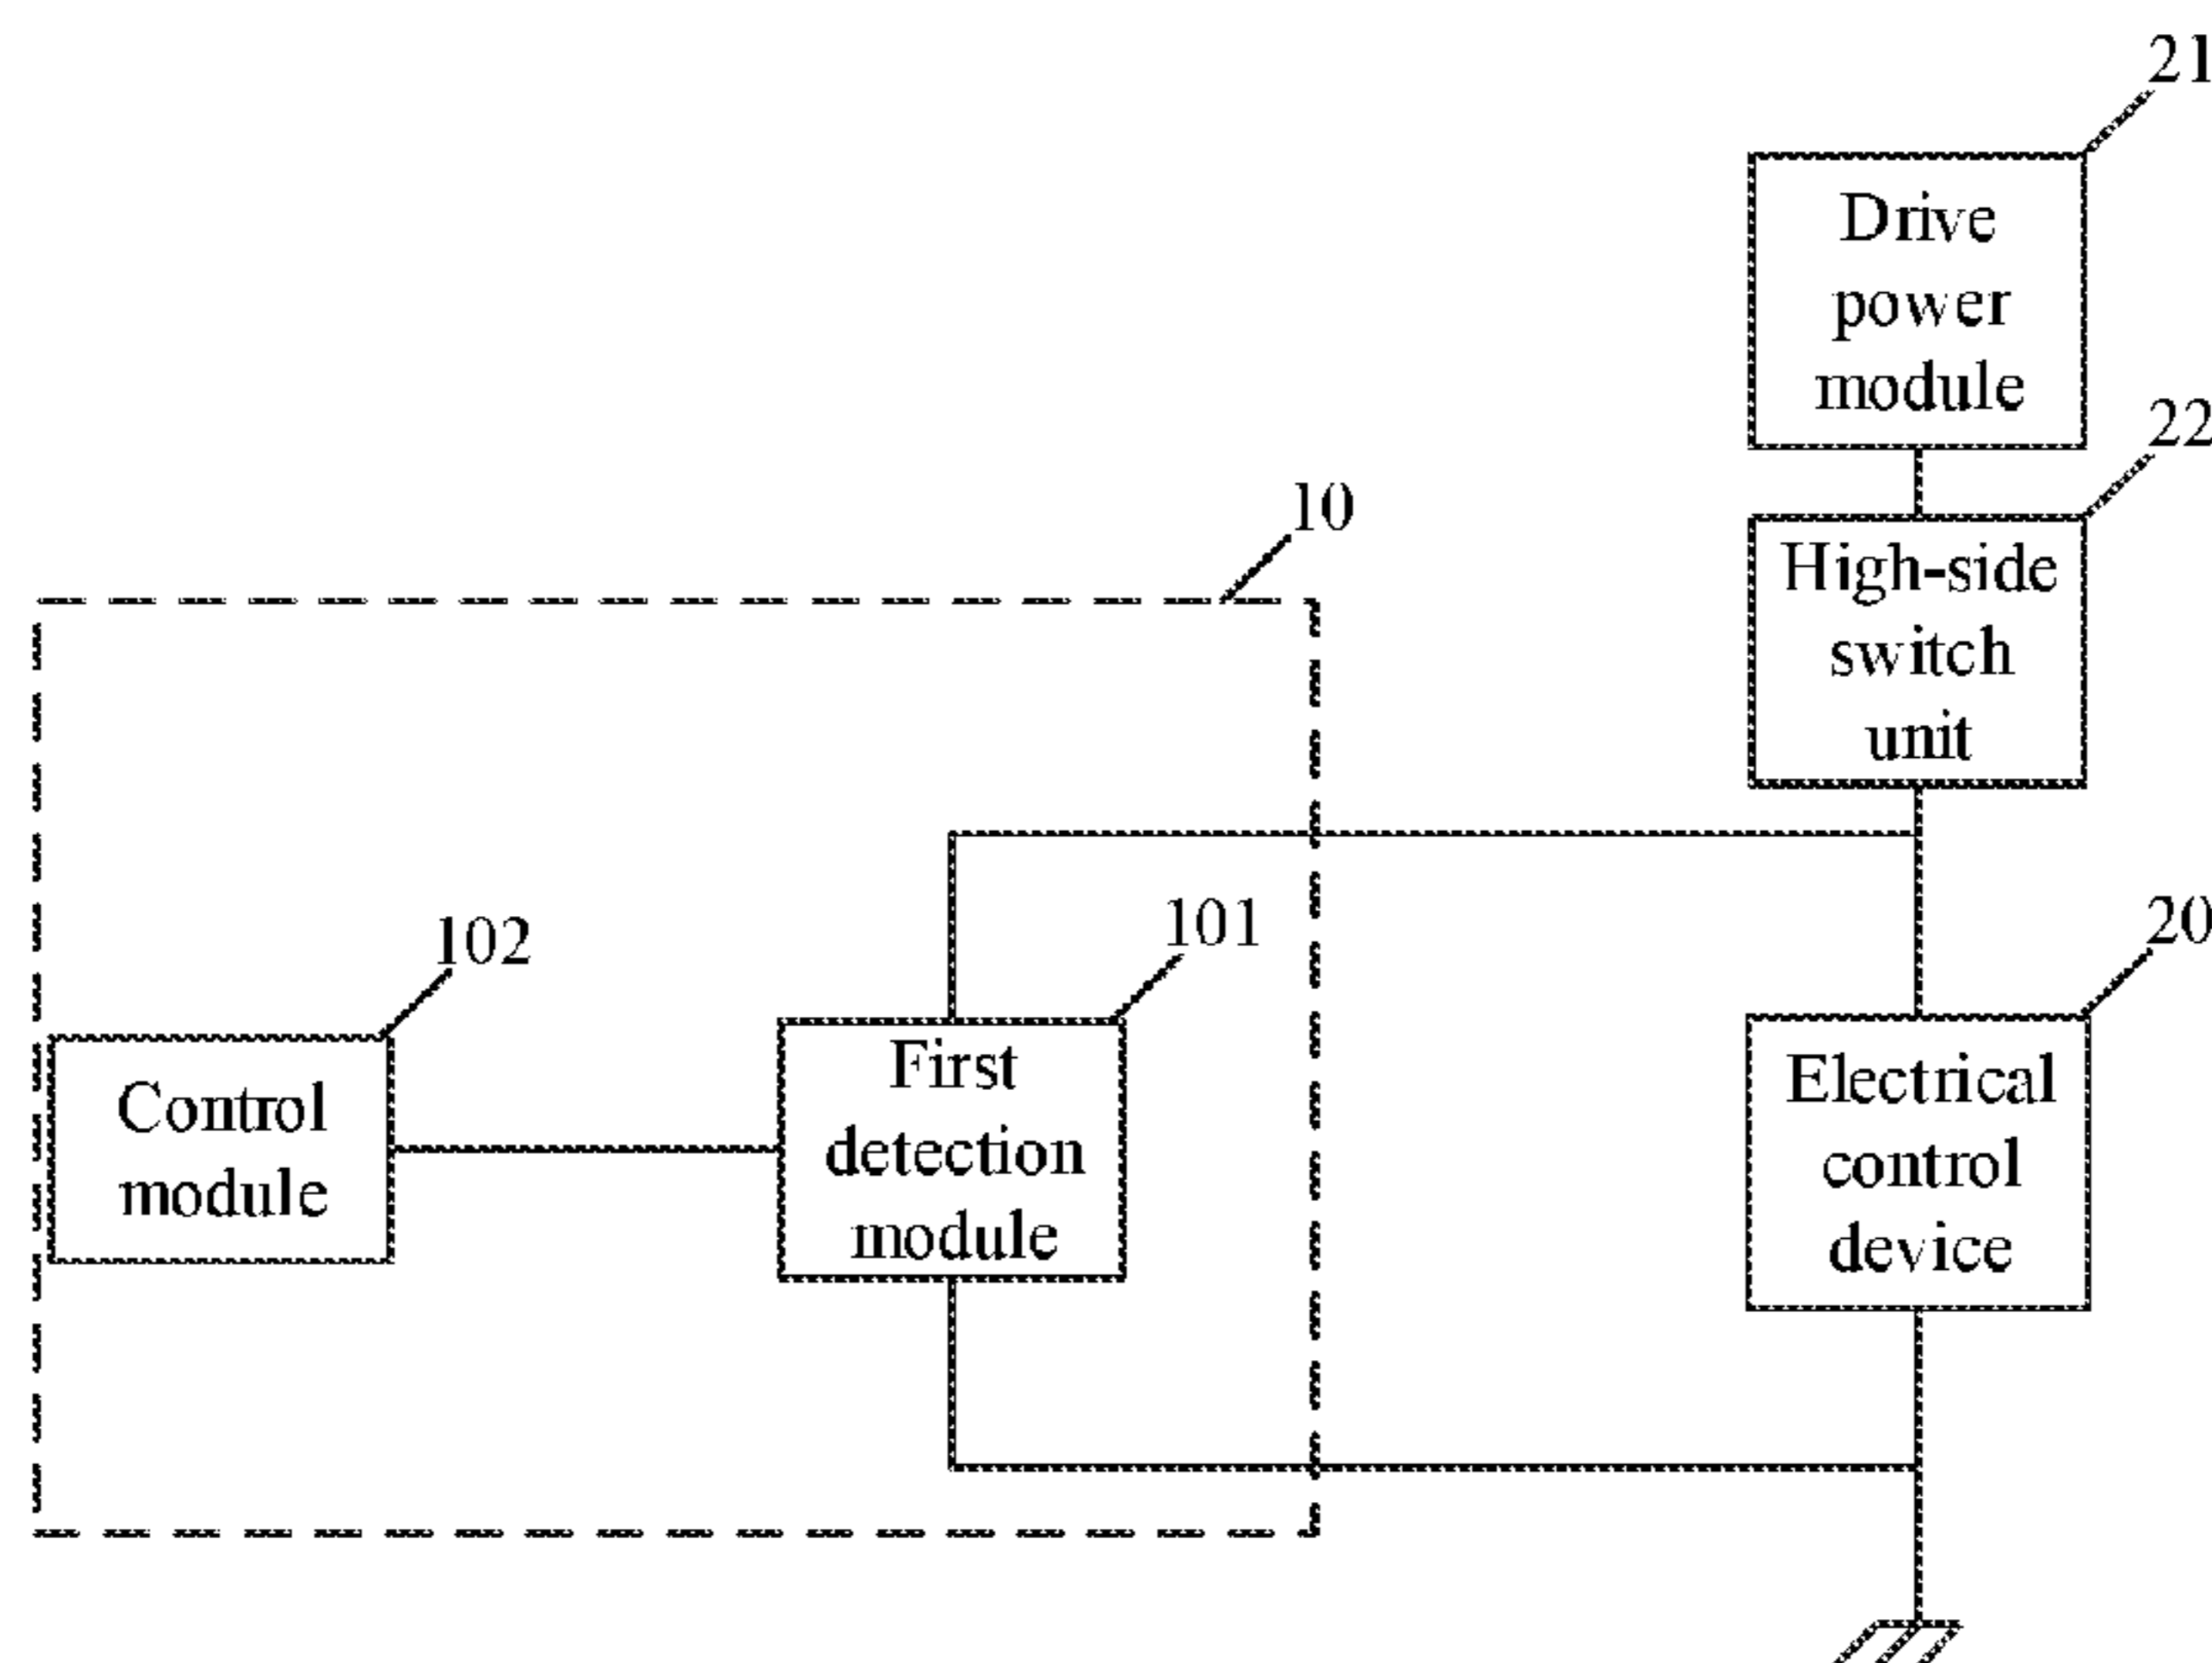 21
Drive
power
module
22
High-side
switch
unit
10
102
Control
module
101
First
detection
module
20
Electrical
control
device